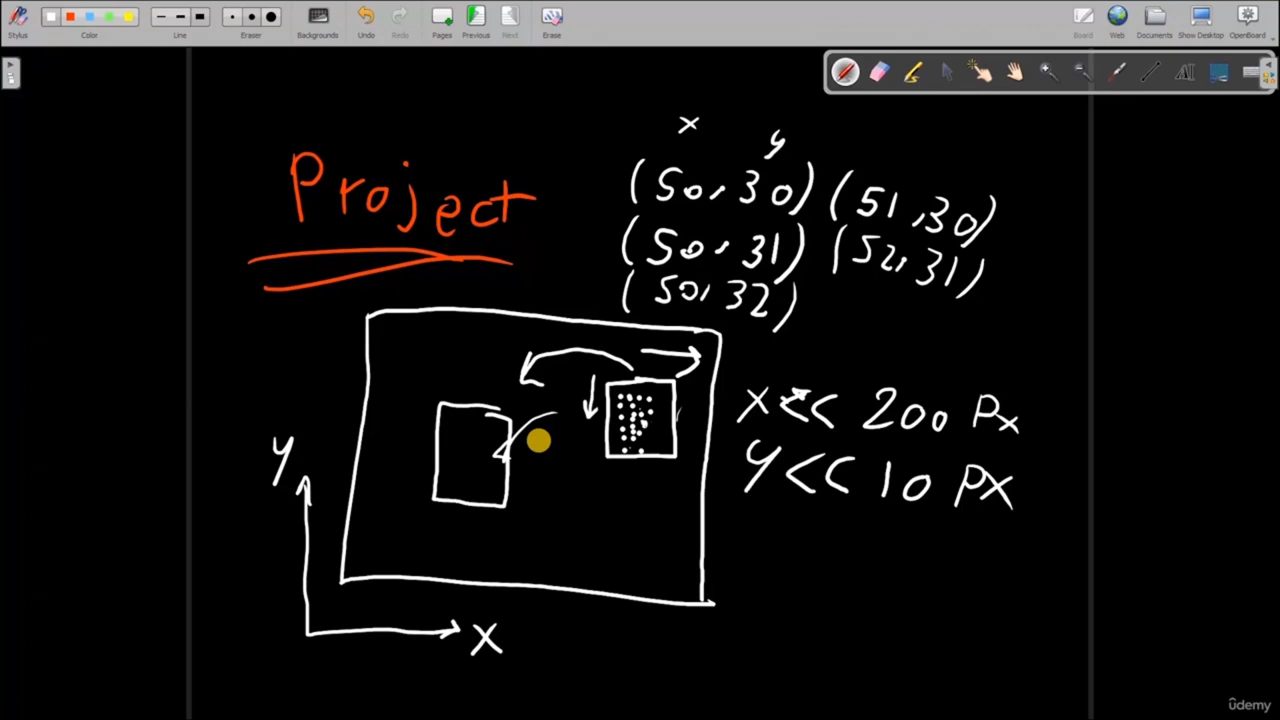 Stylus
Color
Line
Eraser
Backgrounds
Undo
Redo
Pages
Previous
Next
Erase
Board
Web
Documents
Show Desktop
OpenBoard
x y
Project
(50, 30) (51, 30)
(50, 31) (52, 31)
(50, 32)
x << 200 Px
y << 10 PX
y
X
ûdemy